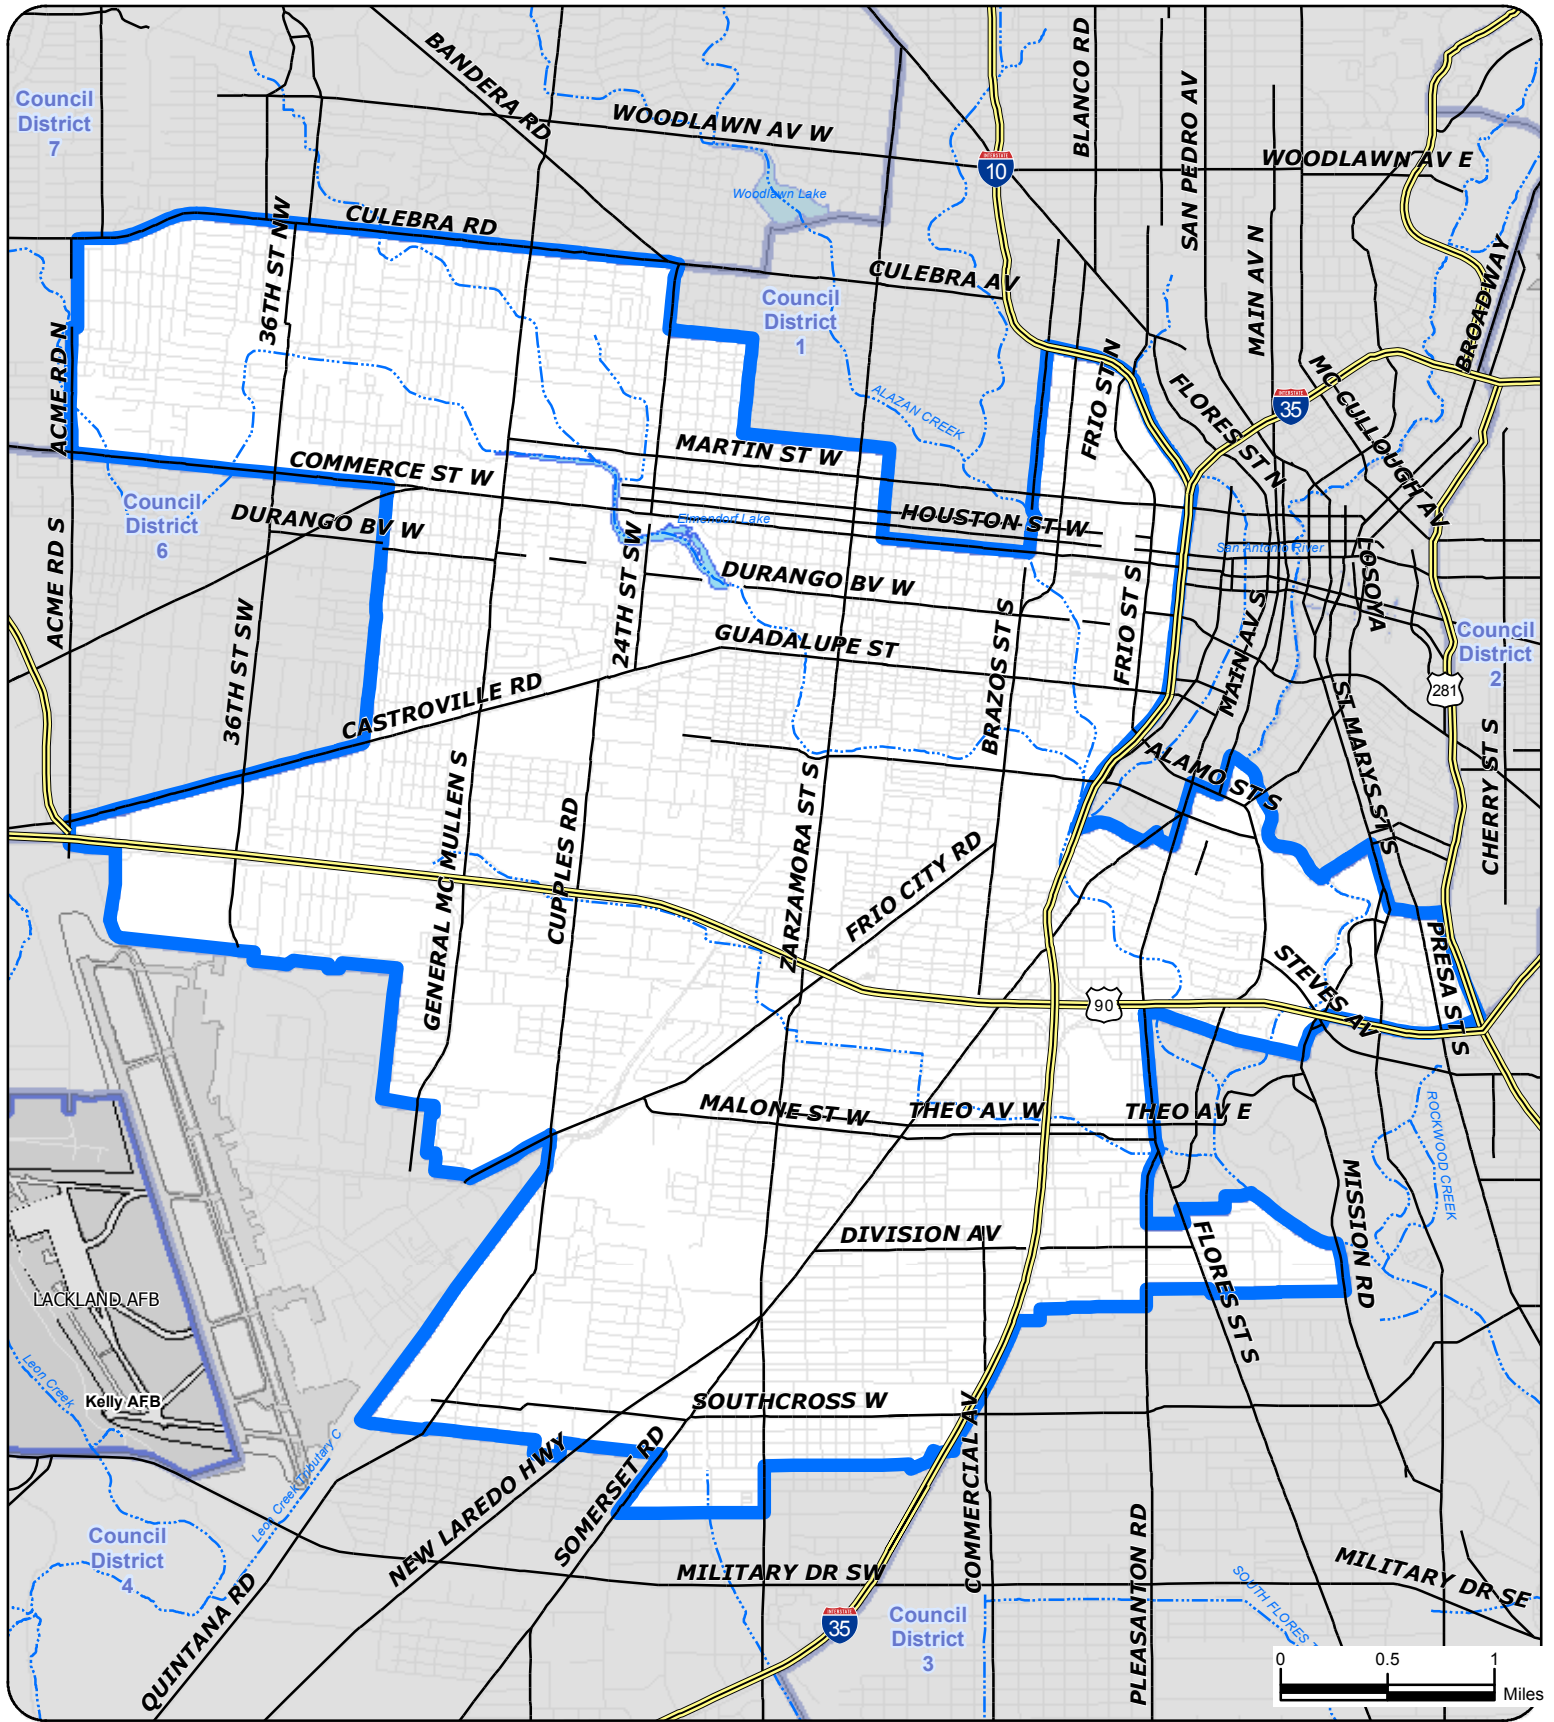 BANDERA RD
BLANCO RD
SAN PEDRO AV
Council
District
7
WOODLAWN AV W
WOODLAWN AV E
INTERSTATE
10
Woodlawn Lake
36TH ST NW
CULEBRA RD
CULEBRA AV
MAIN AV N
BROADWAY
Council
District
1
ACME RD N
FRIO ST N
FLORES ST N
MC CULLOUGH AV
INTERSTATE
35
ALAZAN CREEK
MARTIN ST W
COMMERCE ST W
Council
District
6
DURANGO BV W
Elmendorf Lake
HOUSTON ST W
San Antonio River
LOSOYA
ACME RD S
24TH ST SW
DURANGO BV W
FRIO ST S
MAIN AV S
36TH ST SW
GUADALUPE ST
BRAZOS ST S
Council
District
2
281
CASTROVILLE RD
ST MARYS ST S
ALAMO ST S
CHERRY ST S
GENERAL MC MULLEN S
CUPPLES RD
ZARZAMORA ST S
FRIO CITY RD
PRESA ST S
STEVES AV
90
MALONE ST W
THEO AV W
THEO AV E
ROCKWOOD CREEK
MISSION RD
DIVISION AV
FLORES ST S
LACKLAND AFB
Kelly AFB
Leon Creek
Leon Creek Tributary C
SOUTHCROSS W
COMMERCIAL AV
NEW LAREDO HWY
SOMERSET RD
Council
District
4
QUINTANA RD
MILITARY DR SW
MILITARY DR SE
PLEASANTON RD
SOUTH FLORES T
INTERSTATE
35
Council
District
3
0 0.5 1
Miles